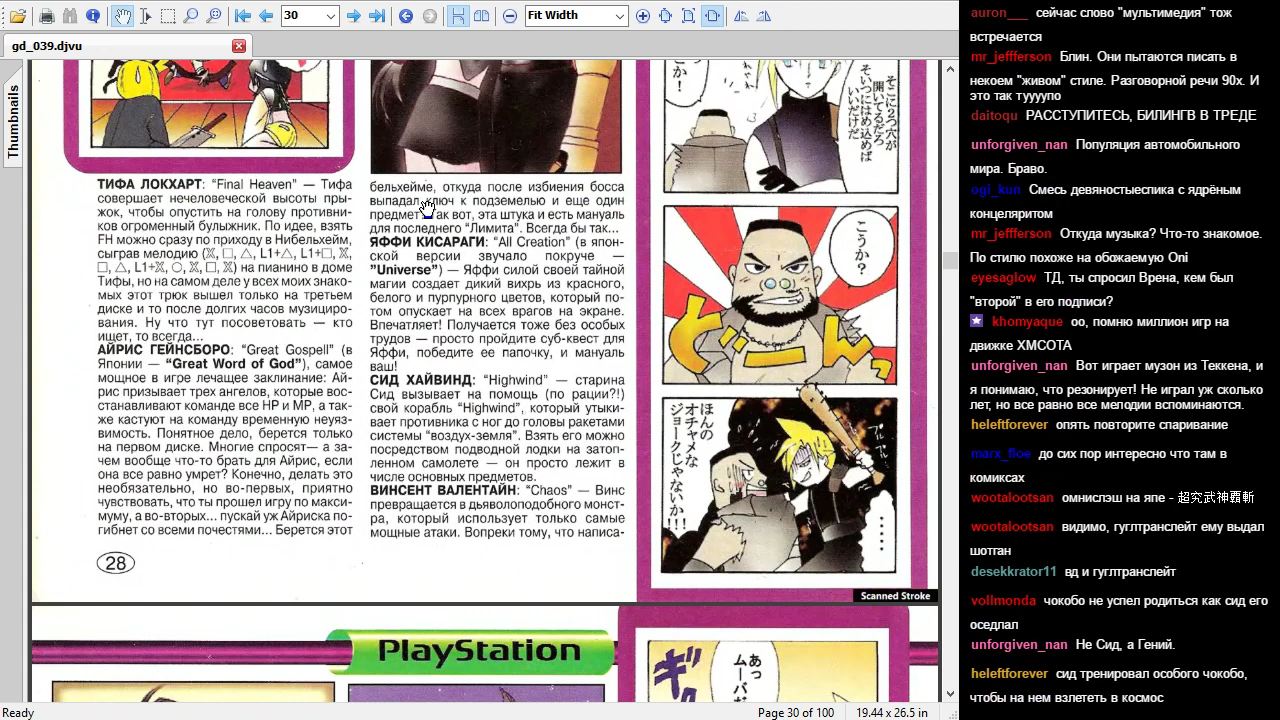 30
Fit Width
gd_039.djvu
Thumbnails
ТИФА ЛОКХАРТ: “Final Heaven” — Тифа
совершает нечеловеческой высоты пры-
жок, чтобы опустить на голову противни-
ков огроменный булыжник. По идее, взять
FH можно сразу по приходу в Нибельхейм,
сыграв мелодию (X, □, △, L1+△, L1+□, X,
□, △, L1+X, ○, X, □, X) на пианино в доме
Тифы, но на самом деле у всех моих знако-
мых этот трюк вышел только на третьем
диске и то после долгих часов музициро-
вания. Ну что тут посоветовать — кто
ищет, то всегда...
АЙРИС ГЕЙНСБОРО: “Great Gospell” (в
Японии — “Great Word of God”), самое
мощное в игре лечащее заклинание: Ай-
рис призывает трех ангелов, которые вос-
станавливают команде все HP и MP, а так-
же кастуют на команду временную неуяз-
вимость. Понятное дело, берется только
на первом диске. Многие спросят— а за-
чем вообще что-то брать для Айрис, если
она все равно умрет? Конечно, делать это
необязательно, но во-первых, приятно
чувствовать, что ты прошел игру по макси-
муму, а во-вторых... пускай уж Айриска по-
гибнет со всеми почестями... Берется этот
28
бельхейме, откуда после избиения босса
выпадал ключ к подземелью и еще один
предмет. Так вот, эта штука и есть мануаль
для последнего “Лимита”. Всегда бы так...
ЯФФИ КИСАРАГИ: “All Creation” (в япон-
ской версии звучало покруче —
"Universe") — Яффи силой своей тайной
магии создает дикий вихрь из красного,
белого и пурпурного цветов, который по-
том опускает на всех врагов на экране.
Впечатляет! Получается тоже без особых
трудов — просто пройдите суб-квест для
Яффи, победите ее папочку, и мануаль
ваш!
СИД ХАЙВИНД: “Highwind” — старина
Сид вызывает на помощь (по рации?!)
свой корабль “Highwind”, который утыки-
вает противника с ног до головы ракетами
системы “воздух-земля”. Взять его можно
посредством подводной лодки на затоп-
ленном самолете — он просто лежит в
числе основных предметов.
ВИНСЕНТ ВАЛЕНТАЙН: “Chaos” — Винс
превращается в дьяволоподобного монст-
ра, который использует только самые
мощные атаки. Вопреки тому, что написа-
そこに2つ穴が
開いてるだろ
そいつにはめ込めば
いいだけだ
こうか?
どーん
ほんの
オチャメな
ジョークじゃないか!!!
……
Scanned Stroke
PlayStation
あっ
ギ
Ready
Page 30 of 100
19.44 x 26.5 in
auron___ сейчас слово "мультимедия" тож
встречается
mr_jeffferson Блин. Они пытаются писать в
некоем "живом" стиле. Разговорной речи 90х. И
это так туууупо
daitoqu РАССТУПИТЕСЬ, БИЛИНГВ В ТРЕДЕ
unforgiven_nan Популяция автомобильного
мира. Браво.
ogl_kun Смесь девяностыеспика с ядрёным
концеляритом
mr_jeffferson Откуда музыка? Что-то знакомое.
По стилю похоже на обожаемую Oni
eyesaglow ТД, ты спросил Врена, кем был
"второй" в его подписи?
khomyaque оо, помню миллион игр на
движке ХМСОТА
unforgiven_nan Вот играет музон из Теккена, и
я понимаю, что резонирует! Не играл уж сколько
лет, но все равно все мелодии вспоминаются.
heleftforever опять повторите спаривание
marx_floe до сих пор интересно что там в
комиксах
wootalootsan омнислэш на япе - 超究武神覇斬
wootalootsan видимо, гуглтранслейт ему выдал
шотган
desekkrator11 вд и гуглтранслейт
vollmonda чокобо не успел родиться как сид его
оседлал
unforgiven_nan Не Сид, а Гений.
heleftforever сид тренировал особого чокобо,
чтобы на нем взлететь в космос